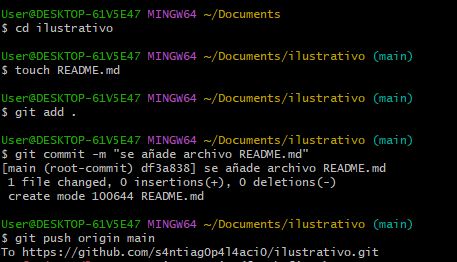 User@DESKTOP-61V5E47 MINGW64 ~/Documents
$ cd ilustrativo
User@DESKTOP-61V5E47 MINGW64 ~/Documents/ilustrativo (main)
$ touch README.md
User@DESKTOP-61V5E47 MINGW64 ~/Documents/ilustrativo (main)
$ git add .
User@DESKTOP-61V5E47 MINGW64 ~/Documents/ilustrativo (main)
$ git commit -m "se añade archivo README.md"
[main (root-commit) df3a838] se añade archivo README.md
1 file changed, 0 insertions(+), 0 deletions(-)
create mode 100644 README.md
User@DESKTOP-61V5E47 MINGW64 ~/Documents/ilustrativo (main)
$ git push origin main
To https://github.com/s4ntiag0p4l4aci0/ilustrativo.git